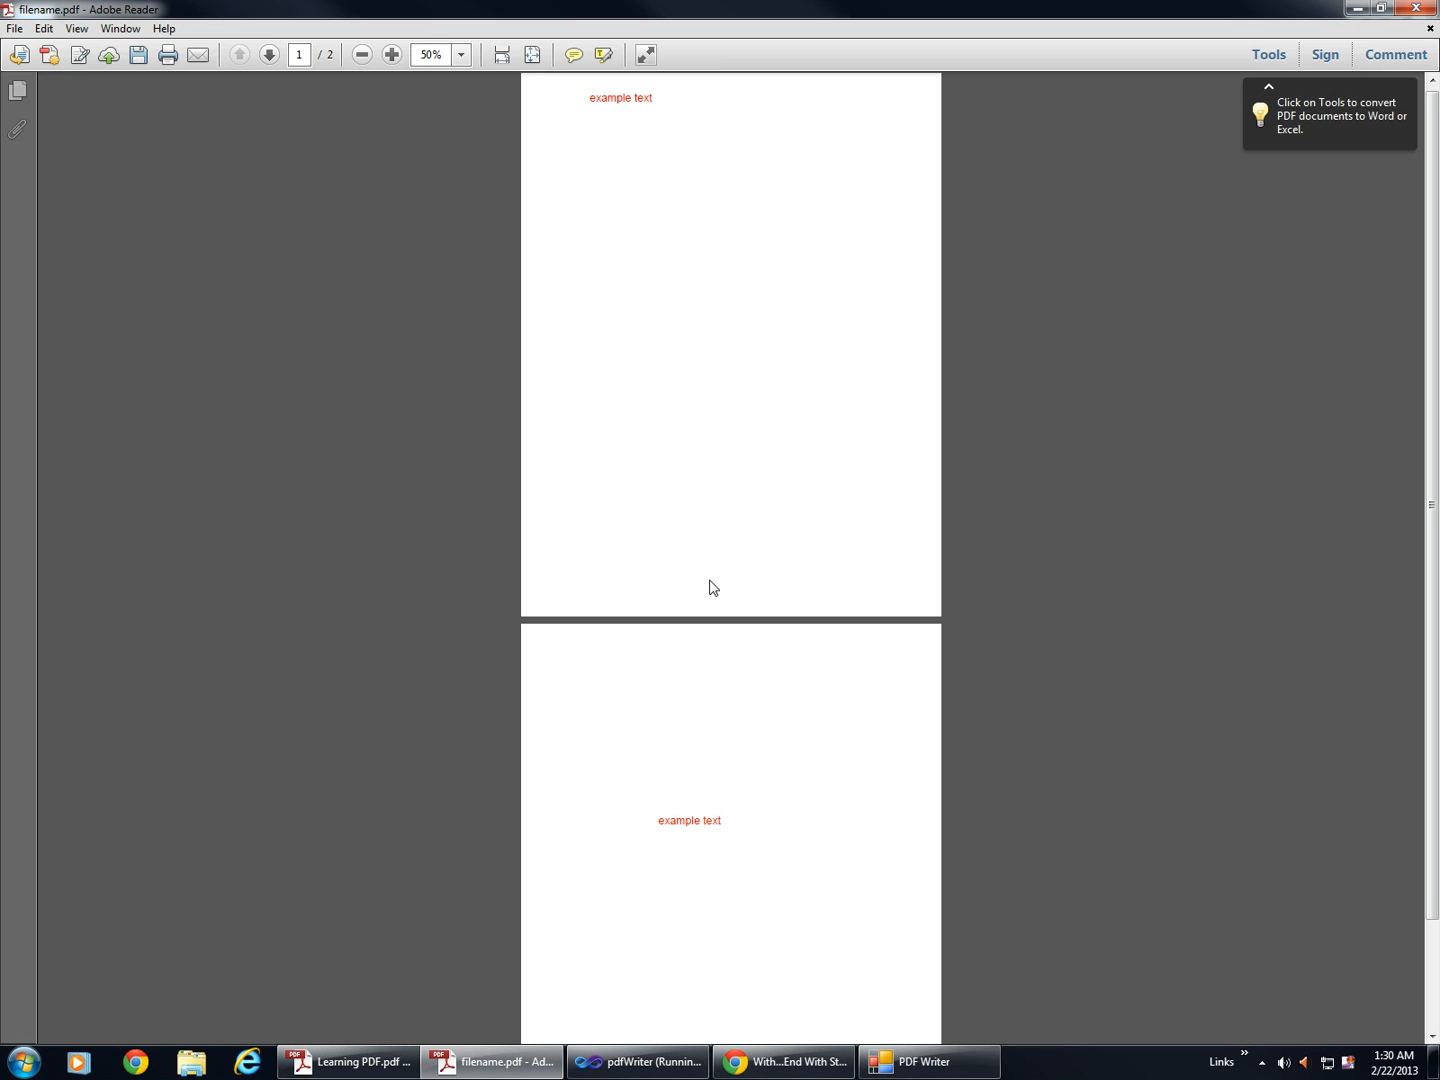 filename.pdf - Adobe Reader
File Edit View Window Help
1 / 2 50% Tools Sign Comment
example text
Click on Tools to convert
PDF documents to Word or
Excel.
example text
Learning PDF.pdf ... filename.pdf - Ad... pdfWriter (Runnin... With...End With St... PDF Writer Links 1:30 AM
2/22/2013